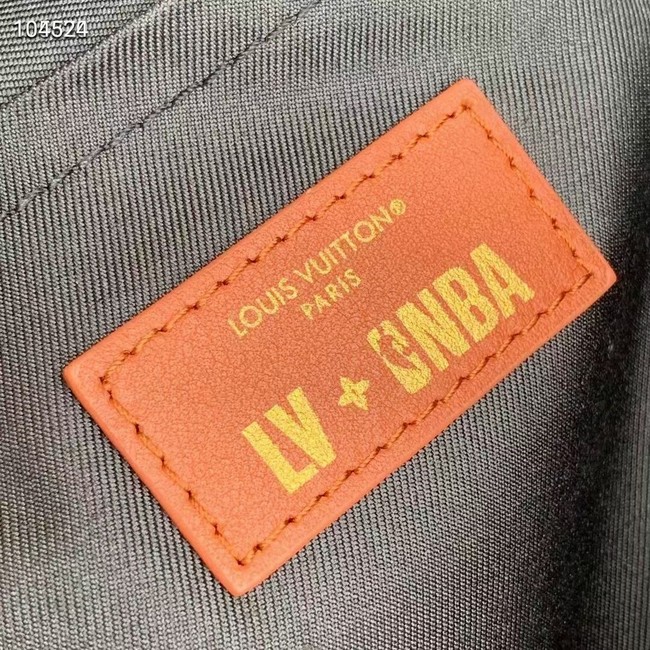 104524
LOUIS VUITTON®
PARIS
LV + NBA